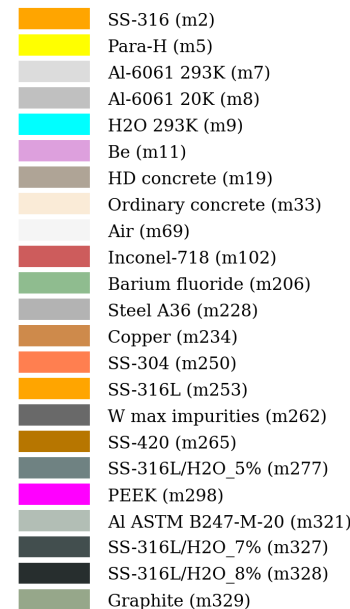 SS-316 (m2)
Para-H (m5)
Al-6061 293K (m7)
Al-6061 20K (m8)
H2O 293K (m9)
Be (m11)
HD concrete (m19)
Ordinary concrete (m33)
Air (m69)
Inconel-718 (m102)
Barium fluoride (m206)
Steel A36 (m228)
Copper (m234)
SS-304 (m250)
SS-316L (m253)
W max impurities (m262)
SS-420 (m265)
SS-316L/H2O_5% (m277)
PEEK (m298)
Al ASTM B247-M-20 (m321)
SS-316L/H2O_7% (m327)
SS-316L/H2O_8% (m328)
Graphite (m329)